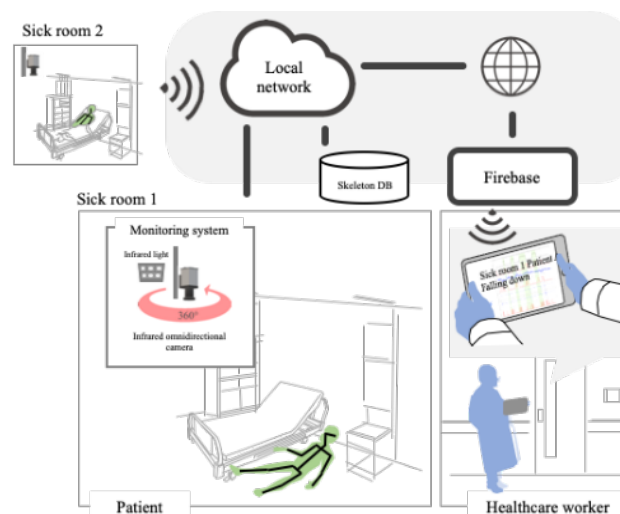 Sick room 2
Local
network
Skeleton DB
Firebase
Sick room 1
Monitoring system
Infrared light
360°
Infrared omnidirectional
camera
Sick room 1 Patient
Falling down
Patient
Healthcare worker